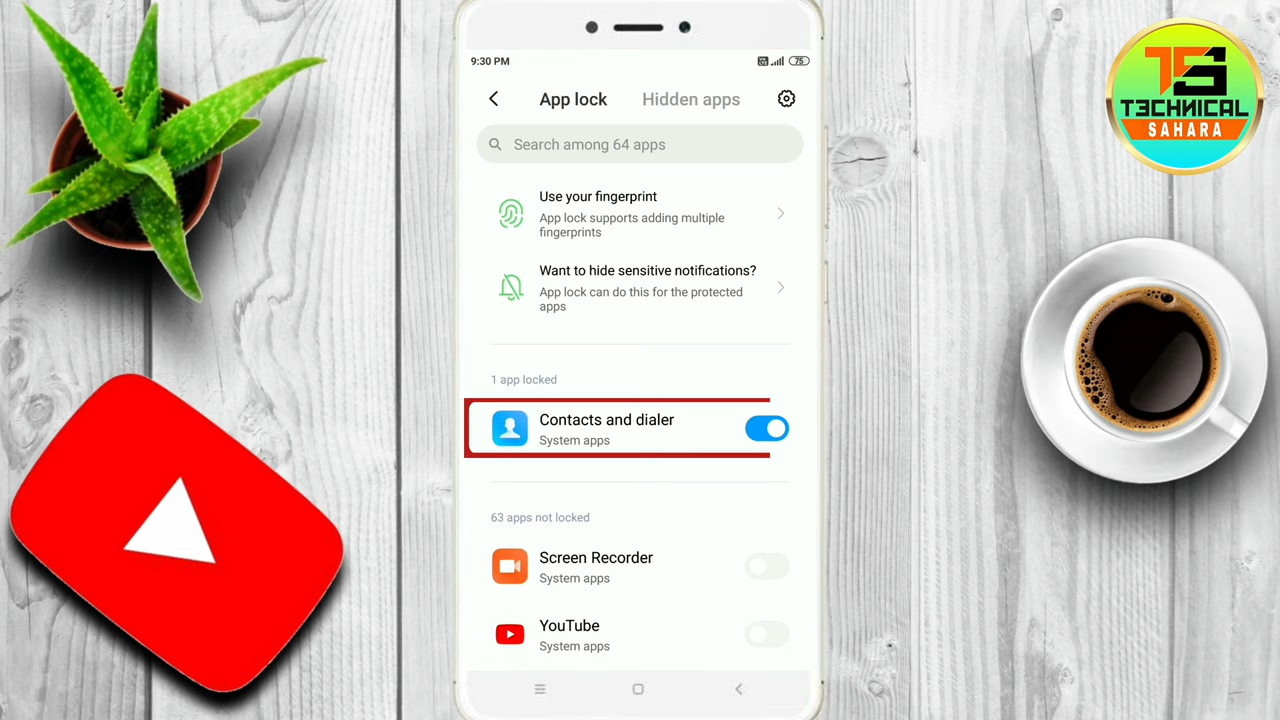 9:30 PM
75
App lock
Hidden apps
Search among 64 apps
Use your fingerprint
App lock supports adding multiple
fingerprints
Want to hide sensitive notifications?
App lock can do this for the protected
apps
1 app locked
Contacts and dialer
System apps
63 apps not locked
Screen Recorder
System apps
YouTube
System apps
TS
TECHNICAL
SAHARA